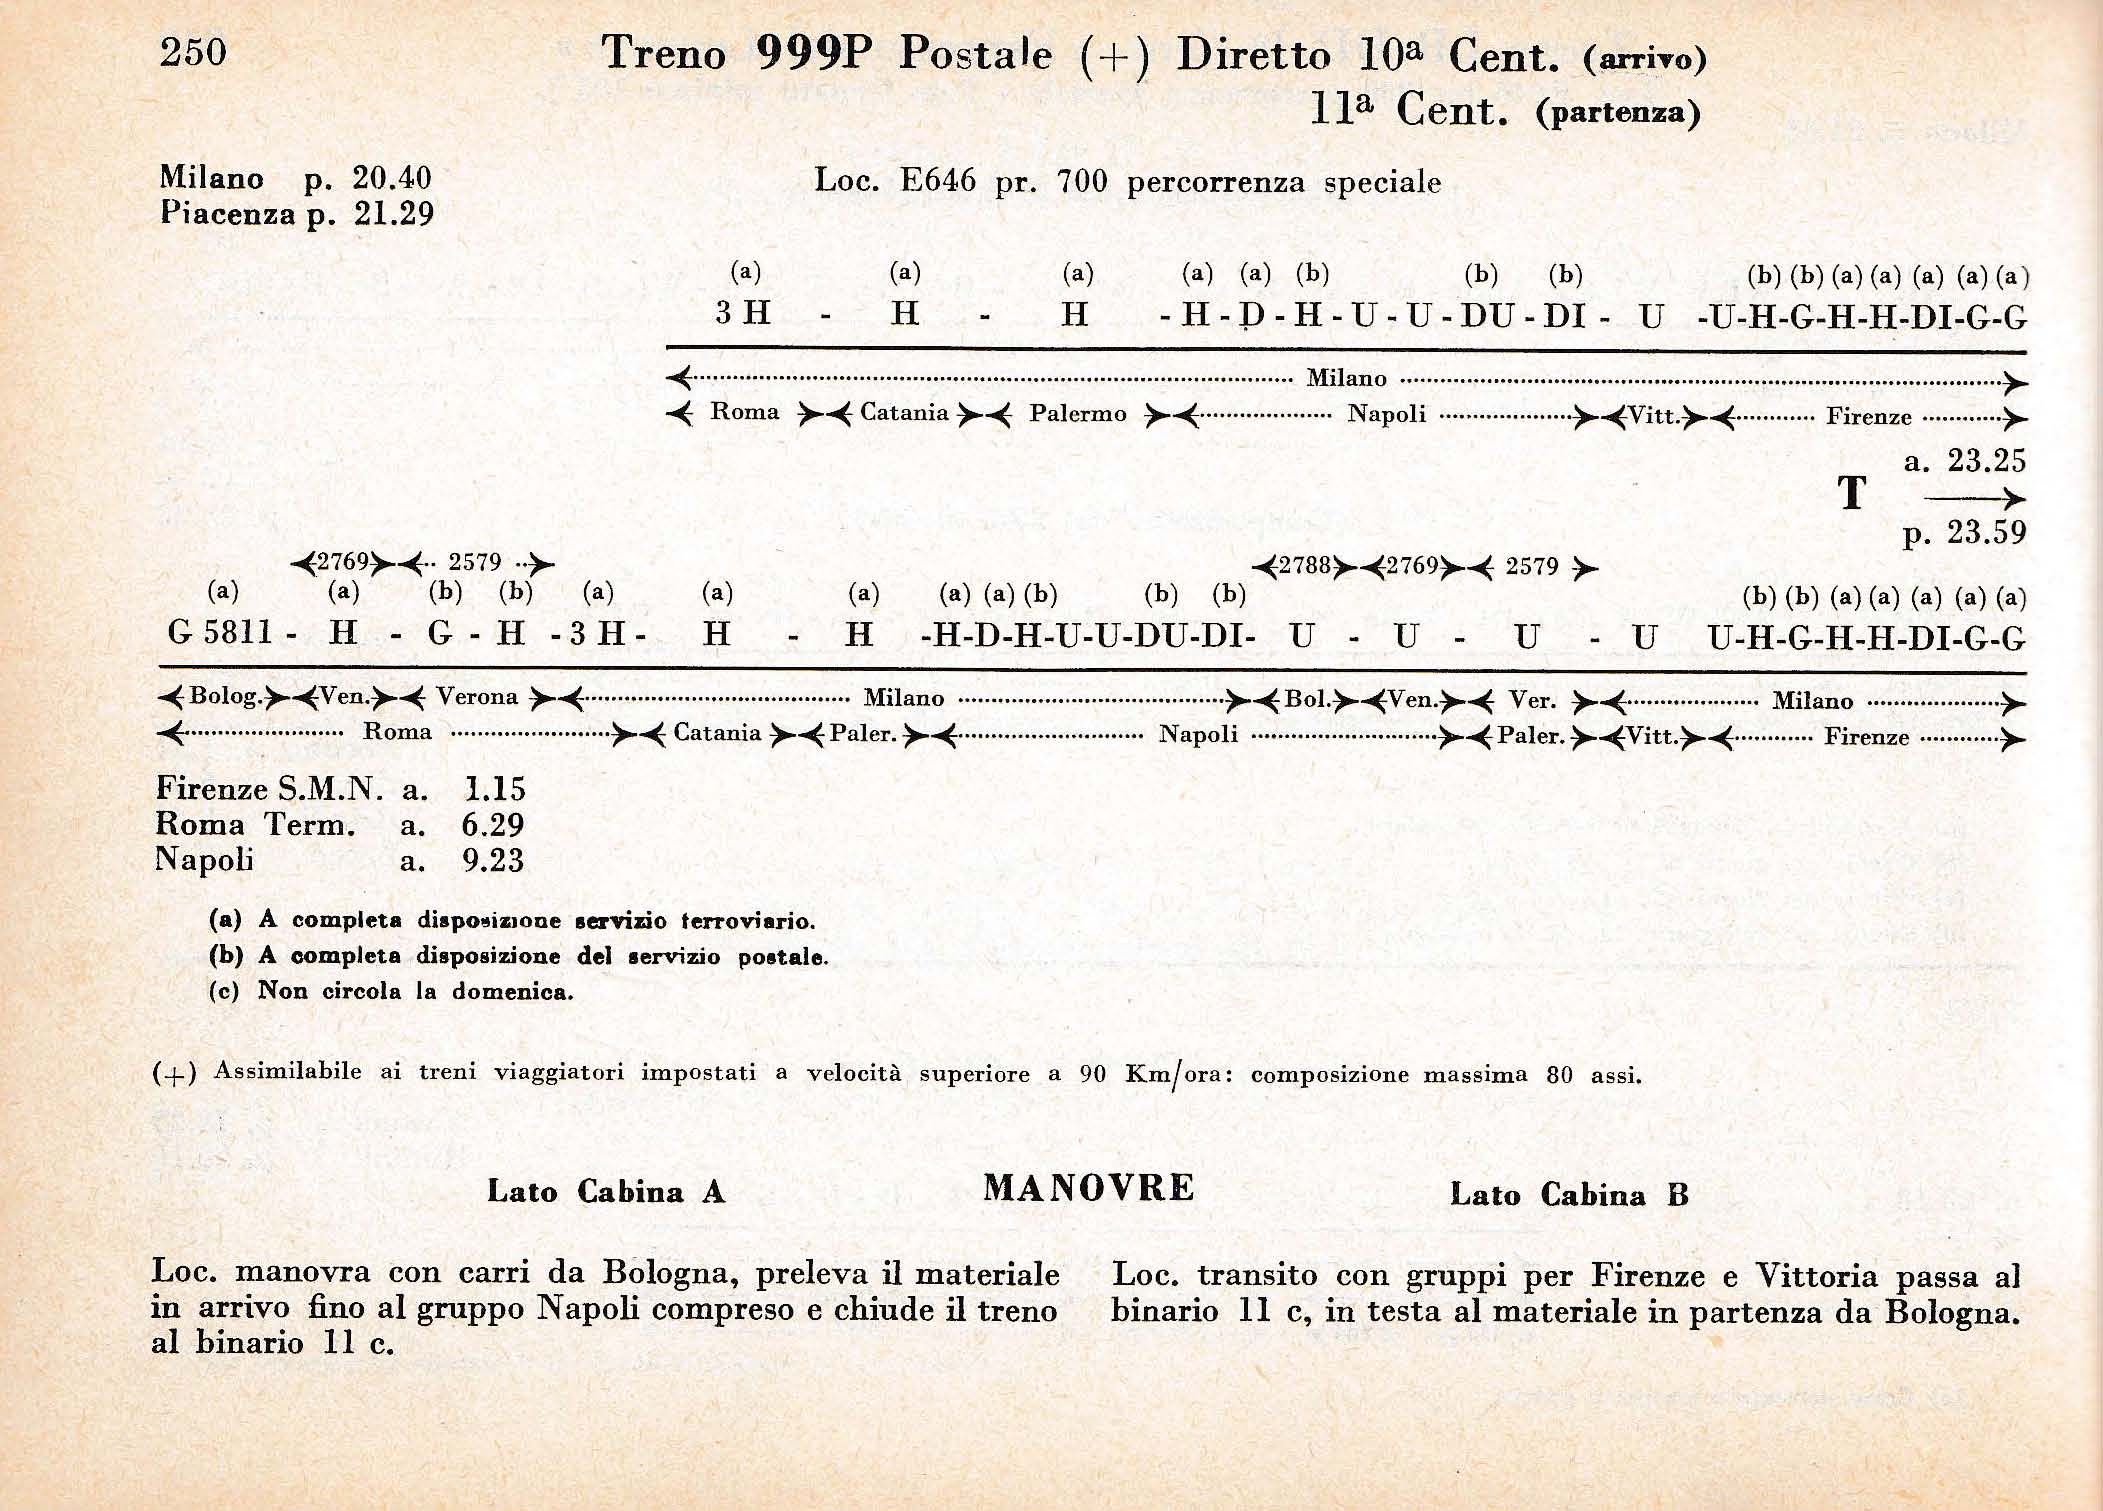 250
Treno 999P Postale (+) Diretto 10ª Cent. (arrivo)
11ª Cent. (partenza)
Milano p. 20.40
Piacenza p. 21.29
Loc. E646 pr. 700 percorrenza speciale
(a) (a) (a) (a) (a) (b) (b) (b) (b) (b) (a) (a) (a) (a) (a)
3 H - H - H - H - D - H - U - U - DU - DI - U -U-H-G-H-H-DI-G-G
Milano
Roma Catania Palermo Napoli Vitt. Firenze
a. 23.25
T
p. 23.59
2769 2579 2788 2769 2579
(a) (a) (b) (b) (a) (a) (a) (a) (a) (b) (b) (b) (b) (b) (a) (a) (a) (a) (a)
G 5811 - H - G - H - 3 H - H - H -H-D-H-U-U-DU-DI- U - U - U - U U-H-G-H-H-DI-G-G
Bolog. Ven. Verona Milano Bol. Ven. Ver. Milano
Roma Catania Paler. Napoli Paler. Vitt. Firenze
Firenze S.M.N. a. 1.15
Roma Term. a. 6.29
Napoli a. 9.23
(a) A completa disposizione servizio ferroviario.
(b) A completa disposizione del servizio postale.
(c) Non circola la domenica.
(+) Assimilabile ai treni viaggiatori impostati a velocità superiore a 90 Km/ora: composizione massima 80 assi.
MANOVRE
Lato Cabina A
Loc. manovra con carri da Bologna, preleva il materiale
in arrivo fino al gruppo Napoli compreso e chiude il treno
al binario 11 c.
Lato Cabina B
Loc. transito con gruppi per Firenze e Vittoria passa al
binario 11 c, in testa al materiale in partenza da Bologna.